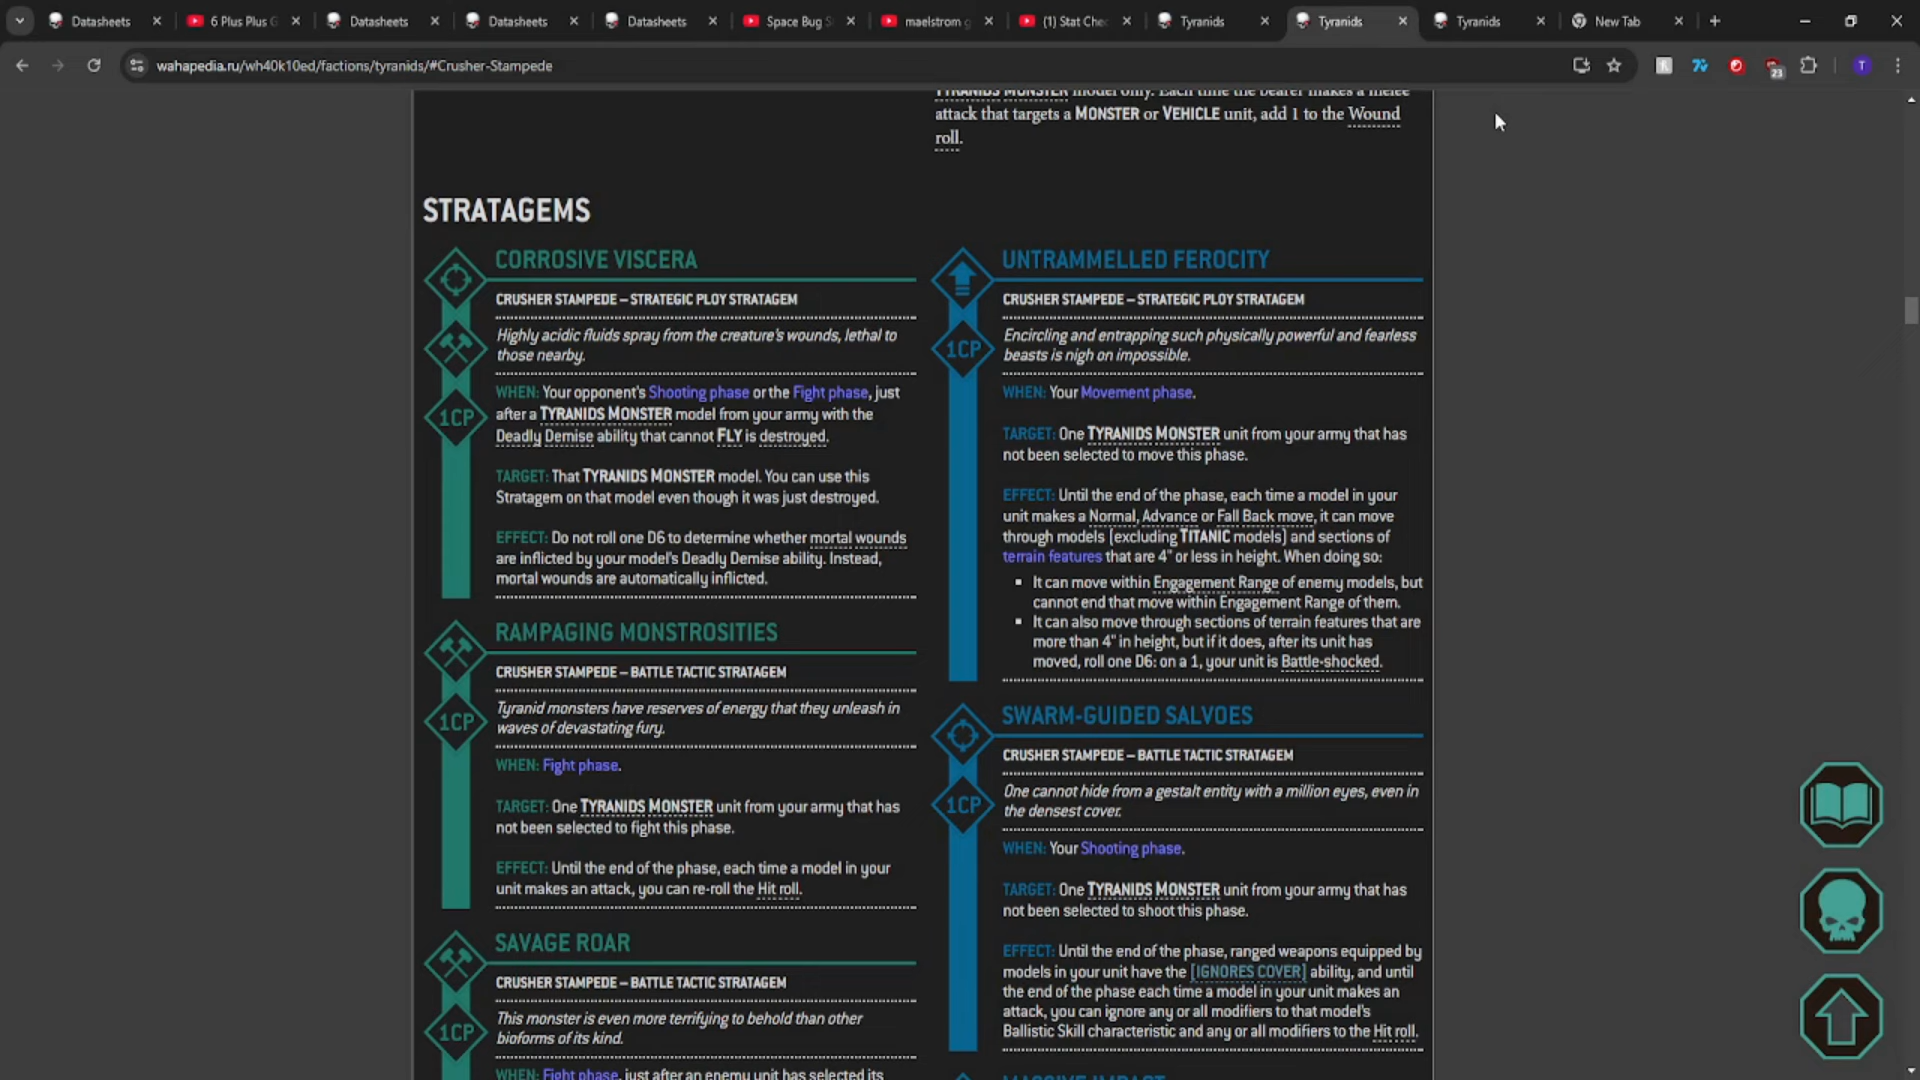 Datasheets
6 Plus Plus G
Datasheets
Datasheets
Datasheets
Space Bug S
maelstrom g
(1) Stat Che
Tyranids
Tyranids
Tyranids
New Tab
wahapedia.ru/wh40k10ed/factions/tyranids/#Crusher-Stampede
23
T
TYRANIDS MONSTER model only. Each time the bearer makes a melee
attack that targets a MONSTER or VEHICLE unit, add 1 to the Wound
roll.
STRATAGEMS
CORROSIVE VISCERA
CRUSHER STAMPEDE – STRATEGIC PLOY STRATAGEM
Highly acidic fluids spray from the creature's wounds, lethal to
those nearby.
1CP
WHEN: Your opponent's Shooting phase or the Fight phase, just
after a TYRANIDS MONSTER model from your army with the
Deadly Demise ability that cannot FLY is destroyed.
TARGET: That TYRANIDS MONSTER model. You can use this
Stratagem on that model even though it was just destroyed.
EFFECT: Do not roll one D6 to determine whether mortal wounds
are inflicted by your model's Deadly Demise ability. Instead,
mortal wounds are automatically inflicted.
RAMPAGING MONSTROSITIES
CRUSHER STAMPEDE – BATTLE TACTIC STRATAGEM
1CP
Tyranid monsters have reserves of energy that they unleash in
waves of devastating fury.
WHEN: Fight phase.
TARGET: One TYRANIDS MONSTER unit from your army that has
not been selected to fight this phase.
EFFECT: Until the end of the phase, each time a model in your
unit makes an attack, you can re-roll the Hit roll.
SAVAGE ROAR
CRUSHER STAMPEDE – BATTLE TACTIC STRATAGEM
1CP
This monster is even more terrifying to behold than other
bioforms of its kind.
WHEN: Fight phase, just after an enemy unit has selected its
UNTRAMMELLED FEROCITY
CRUSHER STAMPEDE – STRATEGIC PLOY STRATAGEM
1CP
Encircling and entrapping such physically powerful and fearless
beasts is nigh on impossible.
WHEN: Your Movement phase.
TARGET: One TYRANIDS MONSTER unit from your army that has
not been selected to move this phase.
EFFECT: Until the end of the phase, each time a model in your
unit makes a Normal, Advance or Fall Back move, it can move
through models [excluding TITANIC models] and sections of
terrain features that are 4" or less in height. When doing so:
▪ It can move within Engagement Range of enemy models, but
cannot end that move within Engagement Range of them.
▪ It can also move through sections of terrain features that are
more than 4" in height, but if it does, after its unit has
moved, roll one D6: on a 1, your unit is Battle-shocked.
SWARM-GUIDED SALVOES
CRUSHER STAMPEDE – BATTLE TACTIC STRATAGEM
1CP
One cannot hide from a gestalt entity with a million eyes, even in
the densest cover.
WHEN: Your Shooting phase.
TARGET: One TYRANIDS MONSTER unit from your army that has
not been selected to shoot this phase.
EFFECT: Until the end of the phase, ranged weapons equipped by
models in your unit have the [IGNORES COVER] ability, and until
the end of the phase each time a model in your unit makes an
attack, you can ignore any or all modifiers to that model's
Ballistic Skill characteristic and any or all modifiers to the Hit roll.
MASSIVE IMPACT